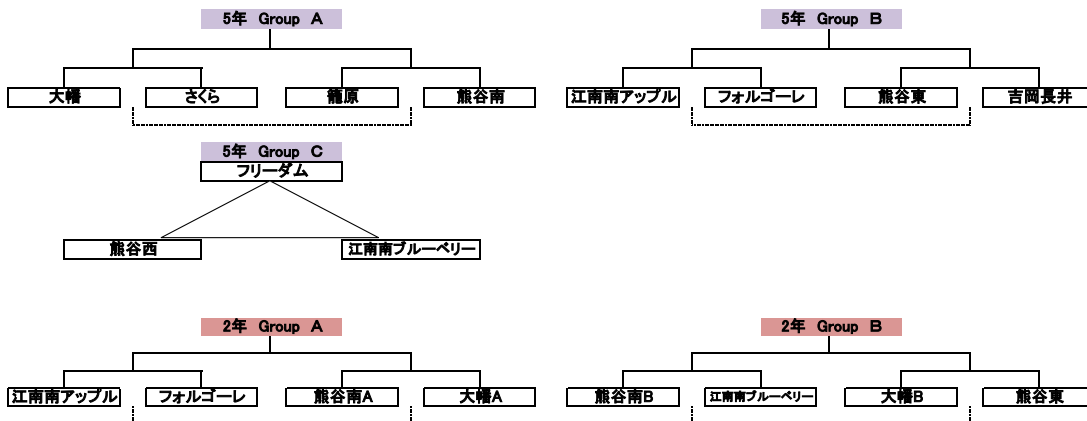 5年 Group A
5年 Group B
大幡 さくら 籠原 熊谷南
江南南アップル フォルゴーレ 熊谷東 吉岡長井
5年 Group C
フリーダム
熊谷西 江南南ブルーベリー
2年 Group A
2年 Group B
江南南アップル フォルゴーレ 熊谷南A 大幡A
熊谷南B 江南南ブルーベリー 大幡B 熊谷東